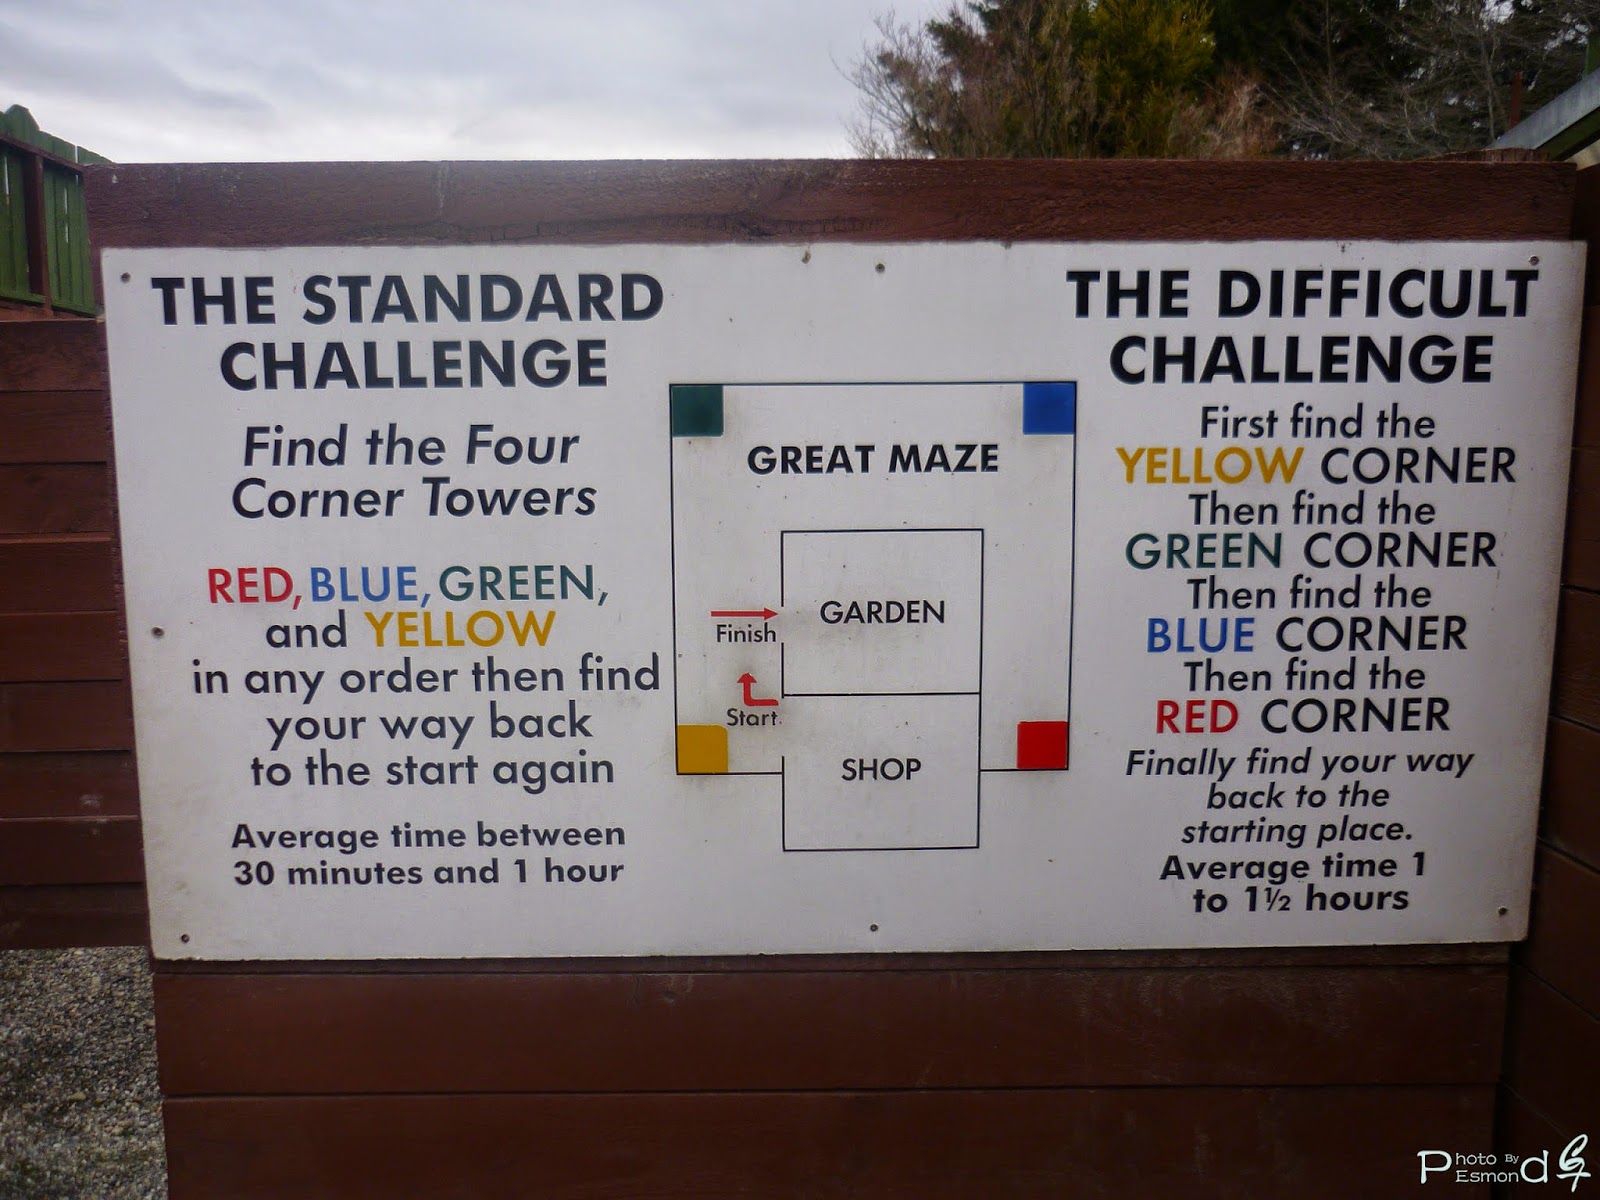 THE STANDARD
CHALLENGE
Find the Four
Corner Towers
RED, BLUE, GREEN,
and YELLOW
in any order then find
your way back
to the start again
Average time between
30 minutes and 1 hour
GREAT MAZE
GARDEN
Finish
Start
SHOP
THE DIFFICULT
CHALLENGE
First find the
YELLOW CORNER
Then find the
GREEN CORNER
Then find the
BLUE CORNER
Then find the
RED CORNER
Finally find your way
back to the
starting place.
Average time 1
to 1½ hours
Photo By
Esmond